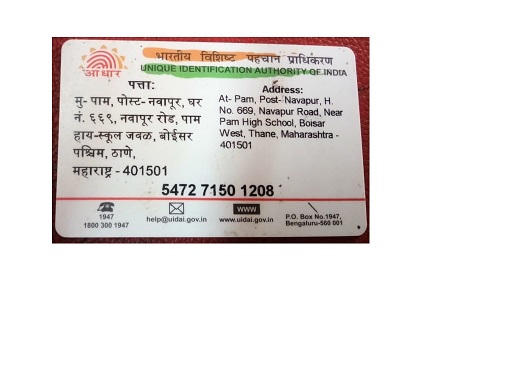 भारतीय विशिष्ट पहचान प्राधिकरण
UNIQUE IDENTIFICATION AUTHORITY OF INDIA
आधार
पत्ताः
मु- पाम, पोस्ट- नवापूर, घर
नं. ६६९, नवापूर रोड, पाम
हाय-स्कूल जवळ, बोईसर
पश्चिम, ठाणे,
महाराष्ट्र - 401501
Address:
At- Pam, Post- Navapur, H.
No. 669, Navapur Road, Near
Pam High School, Boisar
West, Thane, Maharashtra -
401501
5472 7150 1208
1947
1800 300 1947
help@uidai.gov.in
www
www.uidai.gov.in
P.O. Box No.1947,
Bengaluru-560 001